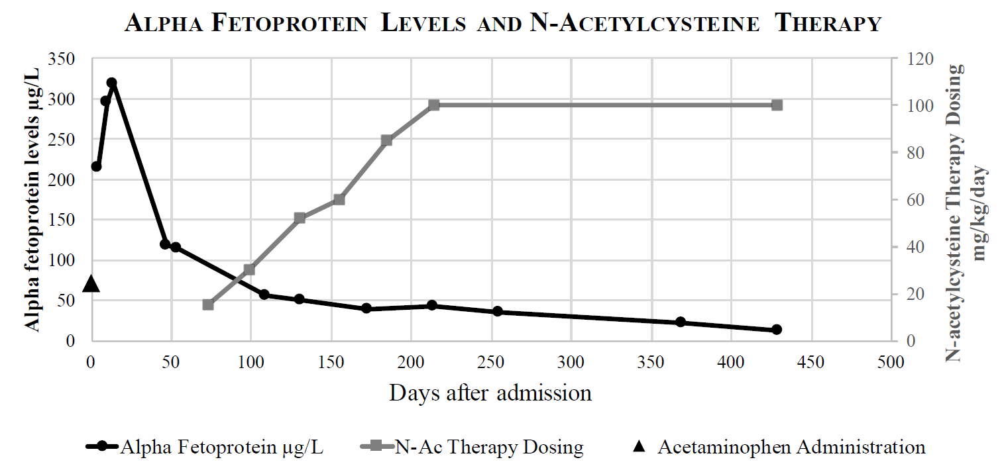 ALPHA FETOPROTEIN LEVELS AND N-ACETYLCYSTEINE THERAPY
Alpha fetoprotein levels µg/L
350
300
250
200
150
100
50
0
120
100
80
60
40
20
0
N-acetylcysteine Therapy Dosing
mg/kg/day
0 50 100 150 200 250 300 350 400 450 500
Days after admission
Alpha Fetoprotein µg/L N-Ac Therapy Dosing Acetaminophen Administration